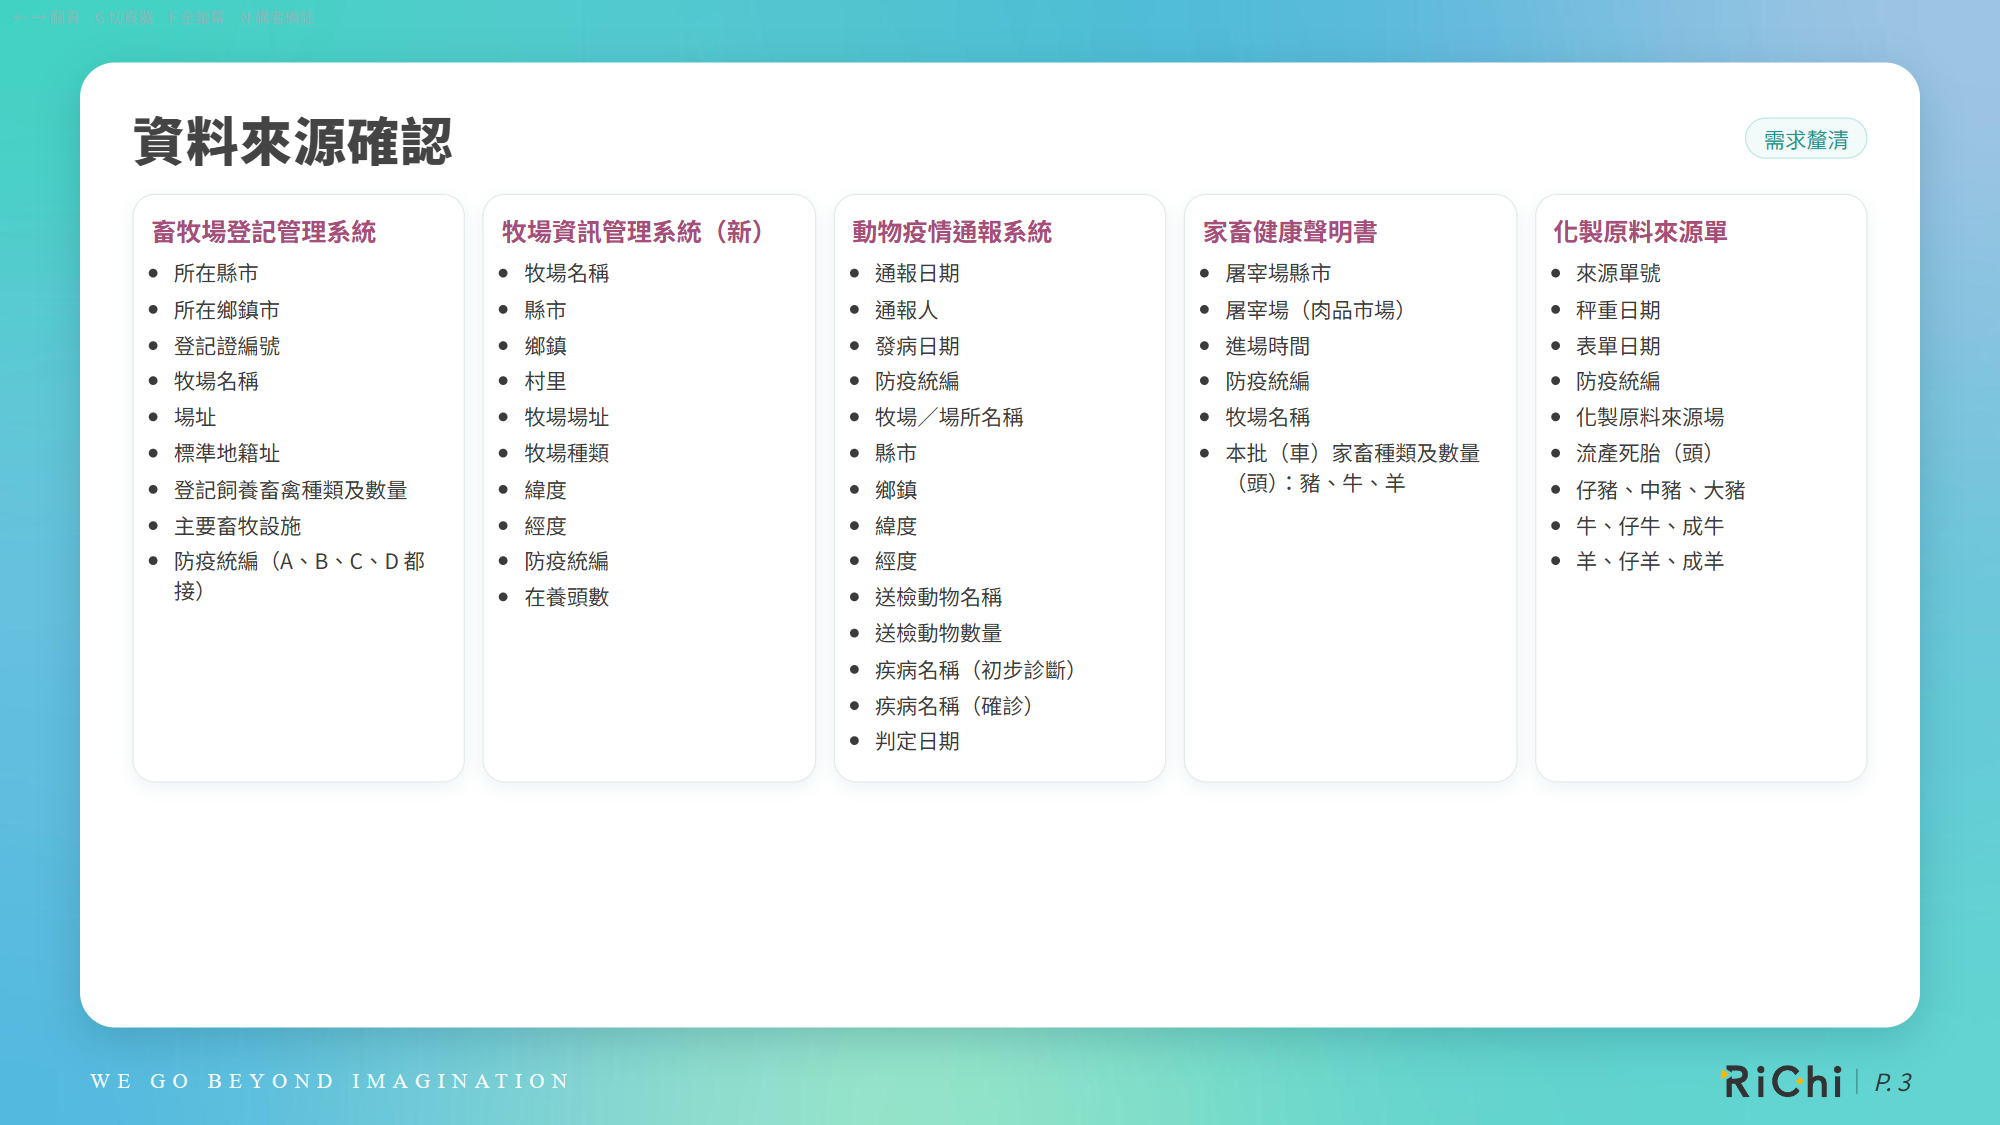 資料來源確認
需求釐清
畜牧場登記管理系統
所在縣市
所在鄉鎮市
登記證編號
牧場名稱
場址
標準地籍址
登記飼養畜禽種類及數量
主要畜牧設施
防疫統編（A、B、C、D 都
接）
牧場資訊管理系統（新）
牧場名稱
縣市
鄉鎮
村里
牧場場址
牧場種類
緯度
經度
防疫統編
在養頭數
動物疫情通報系統
通報日期
通報人
發病日期
防疫統編
牧場／場所名稱
縣市
鄉鎮
緯度
經度
送檢動物名稱
送檢動物數量
疾病名稱（初步診斷）
疾病名稱（確診）
判定日期
家畜健康聲明書
屠宰場縣市
屠宰場（肉品市場）
進場時間
防疫統編
牧場名稱
本批（車）家畜種類及數量
（頭）：豬、牛、羊
化製原料來源單
來源單號
秤重日期
表單日期
防疫統編
化製原料來源場
流產死胎（頭）
仔豬、中豬、大豬
牛、仔牛、成牛
羊、仔羊、成羊
WE GO BEYOND IMAGINATION
RiChi
P. 3